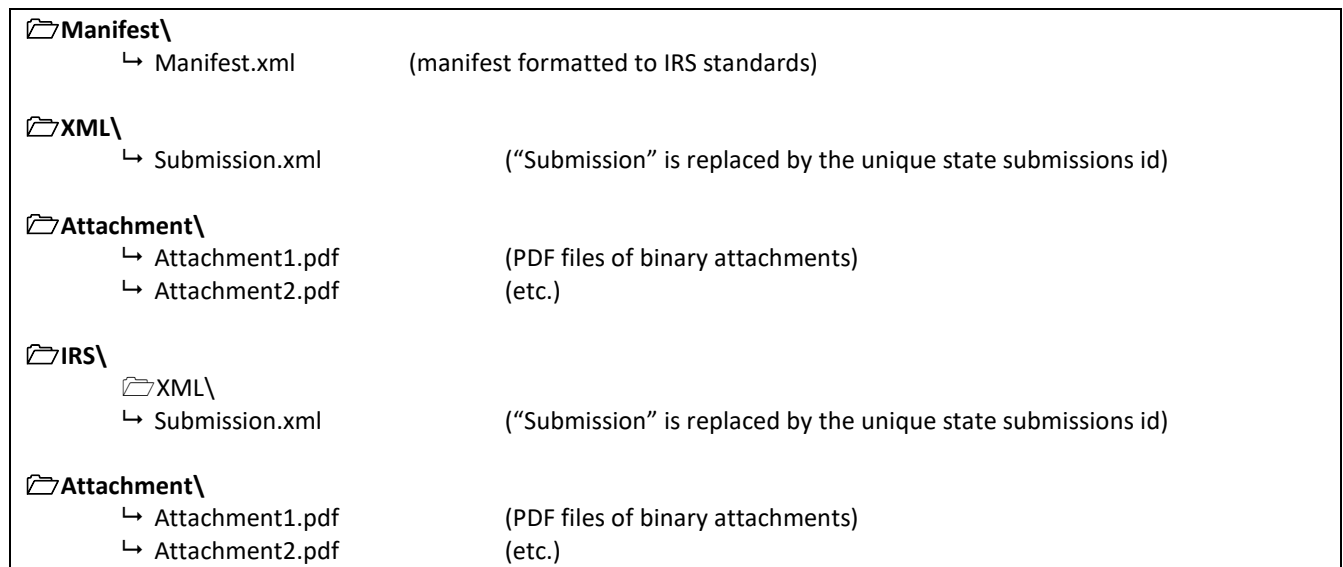 Manifest\
↳ Manifest.xml (manifest formatted to IRS standards)
XML\
↳ Submission.xml (“Submission” is replaced by the unique state submissions id)
Attachment\
↳ Attachment1.pdf (PDF files of binary attachments)
↳ Attachment2.pdf (etc.)
IRS\
XML\
↳ Submission.xml (“Submission” is replaced by the unique state submissions id)
Attachment\
↳ Attachment1.pdf (PDF files of binary attachments)
↳ Attachment2.pdf (etc.)